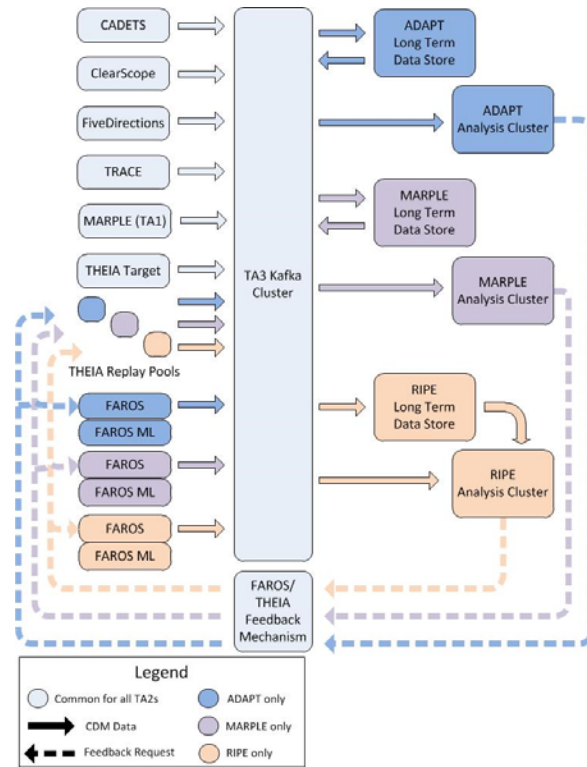 CADETS
ClearScope
FiveDirections
TRACE
MARPLE (TA1)
THEIA Target
THEIA Replay Pools
FAROS
FAROS ML
FAROS
FAROS ML
FAROS
FAROS ML
TA3 Kafka
Cluster
FAROS/
THEIA
Feedback
Mechanism
ADAPT
Long Term
Data Store
ADAPT
Analysis Cluster
MARPLE
Long Term
Data Store
MARPLE
Analysis Cluster
RIPE
Long Term
Data Store
RIPE
Analysis Cluster
Legend
Common for all TA2s
ADAPT only
CDM Data
MARPLE only
Feedback Request
RIPE only